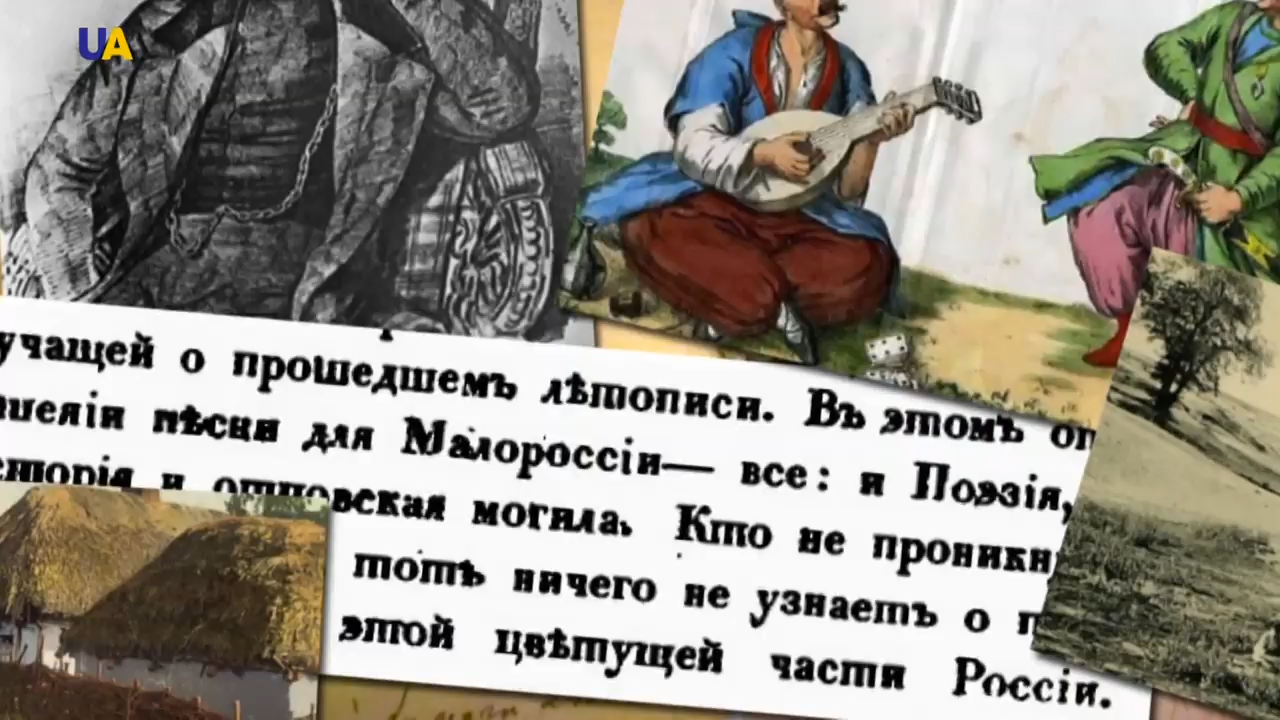 UA
учащей о прошедшемъ лѣтописи. Въ этомъ
пѣсни для Малороссіи— все: и Поэзія,
и отцовская могила. Кто не
тотъ ничего не узнаетъ о
этой цвѣтущей части Россіи.